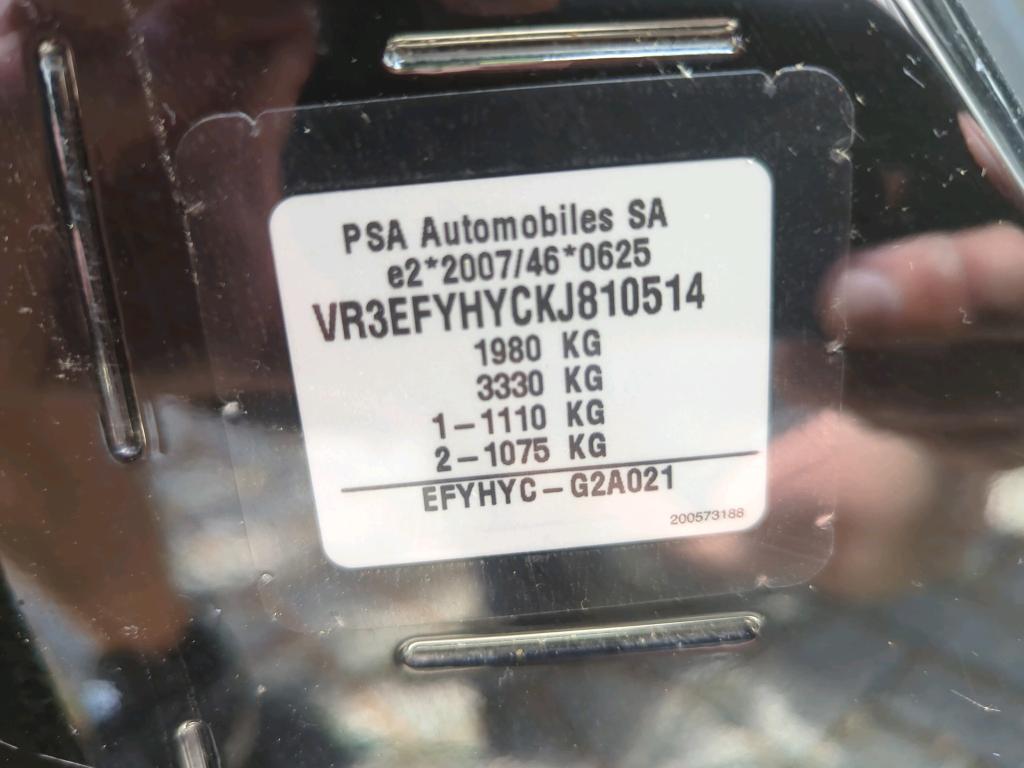 PSA Automobiles SA
e2*2007/46*0625
VR3EFYHYCKJ810514
1980 KG
3330 KG
1-1110 KG
2-1075 KG
EFYHYC-G2A021
200573188